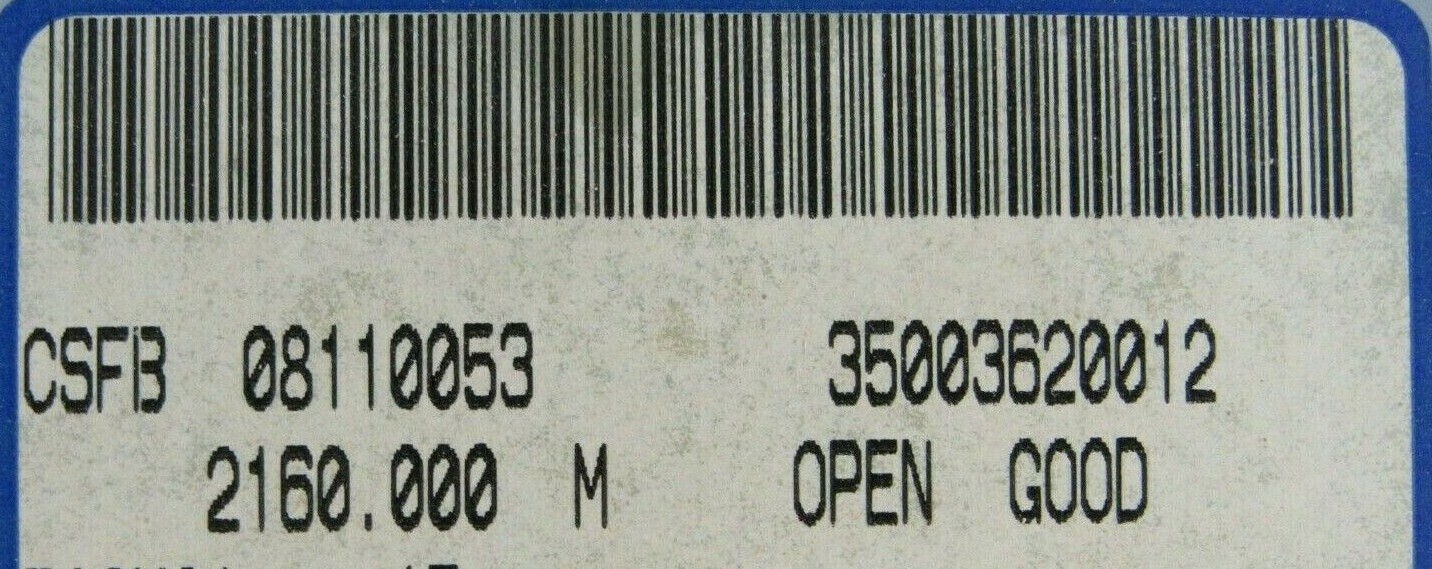 CSFB 08110053 35003620012
2160.000 M OPEN GOOD